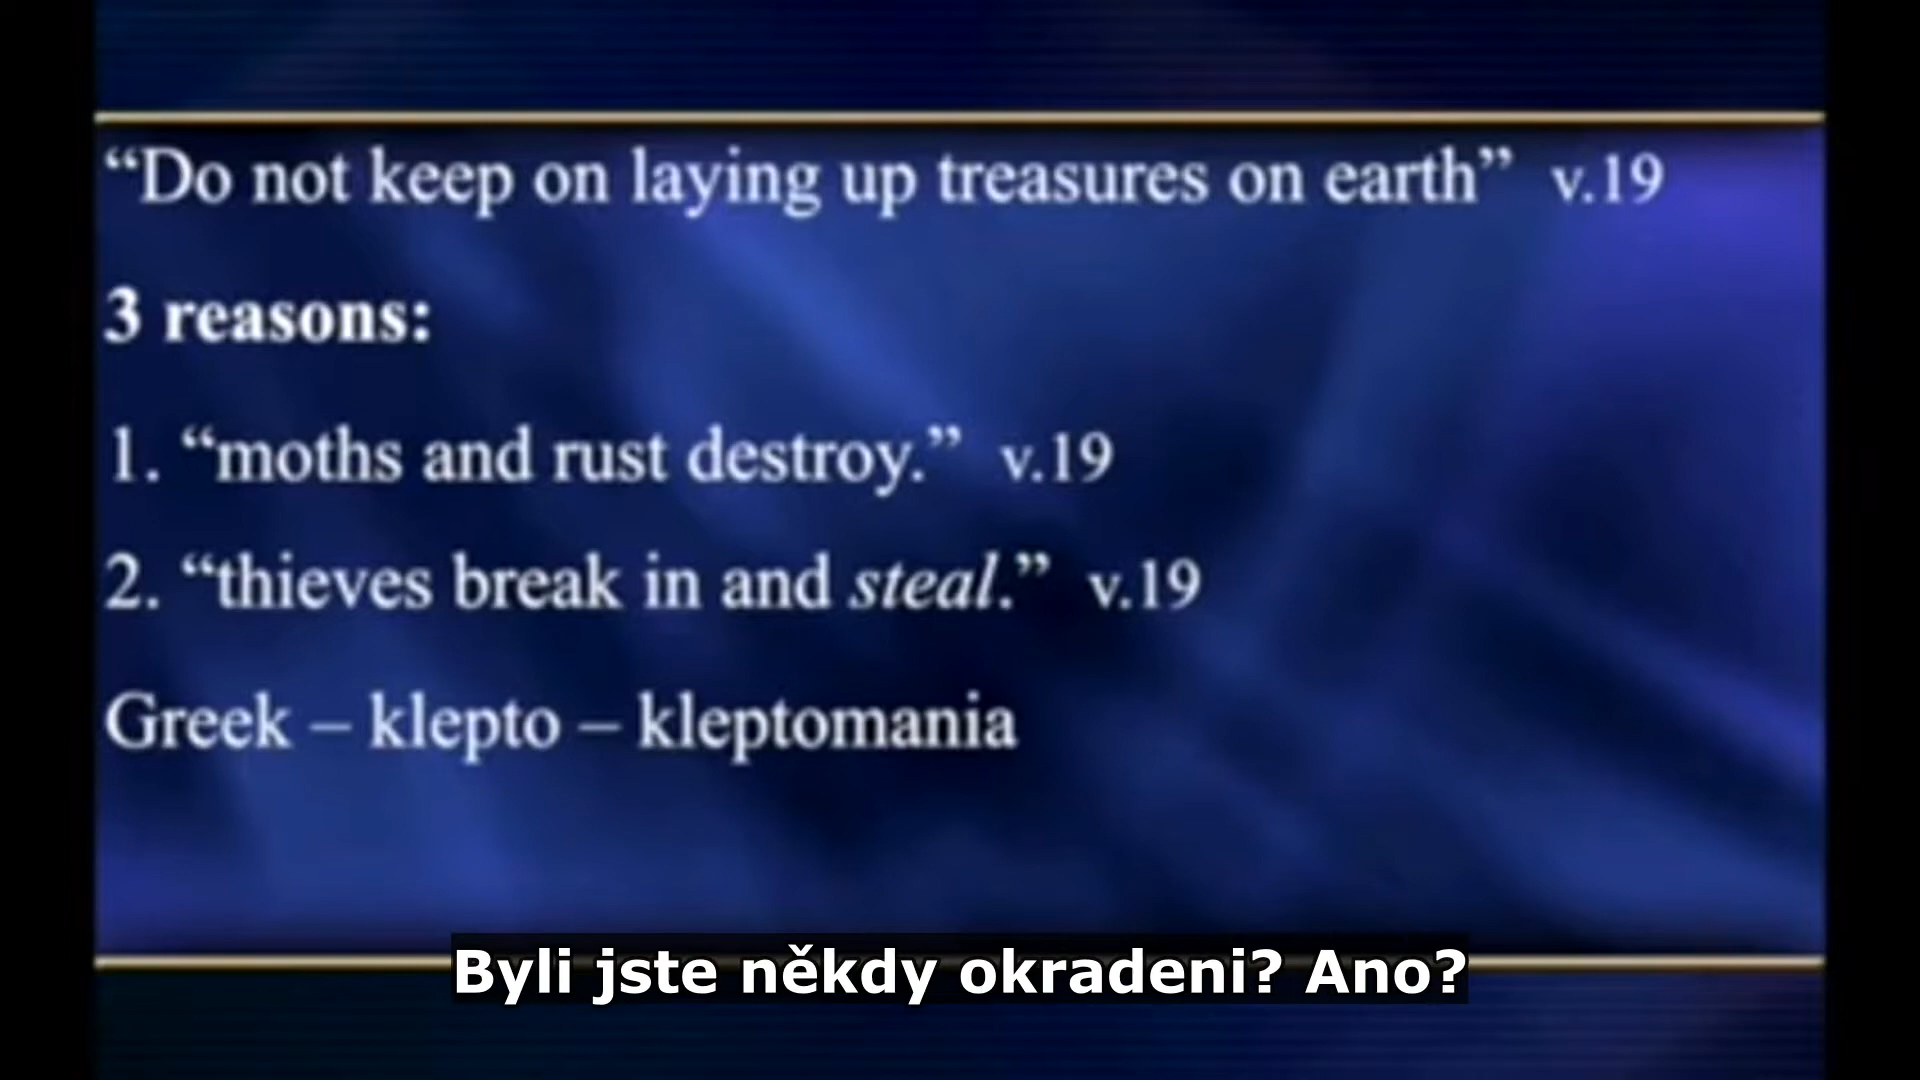 “Do not keep on laying up treasures on earth” v.19
3 reasons:
1. “moths and rust destroy.” v.19
2. “thieves break in and steal.” v.19
Greek – klepto – kleptomania
Byli jste někdy okradeni? Ano?